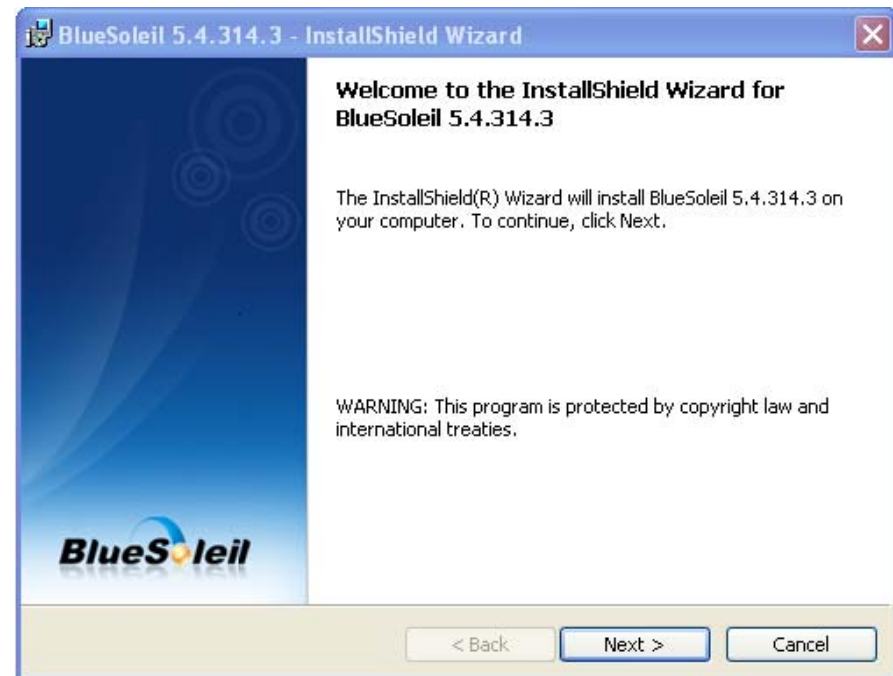 BlueSoleil 5.4.314.3 - InstallShield Wizard
Welcome to the InstallShield Wizard for
BlueSoleil 5.4.314.3
The InstallShield(R) Wizard will install BlueSoleil 5.4.314.3 on
your computer. To continue, click Next.
WARNING: This program is protected by copyright law and
international treaties.
BlueSoleil
< Back
Next >
Cancel